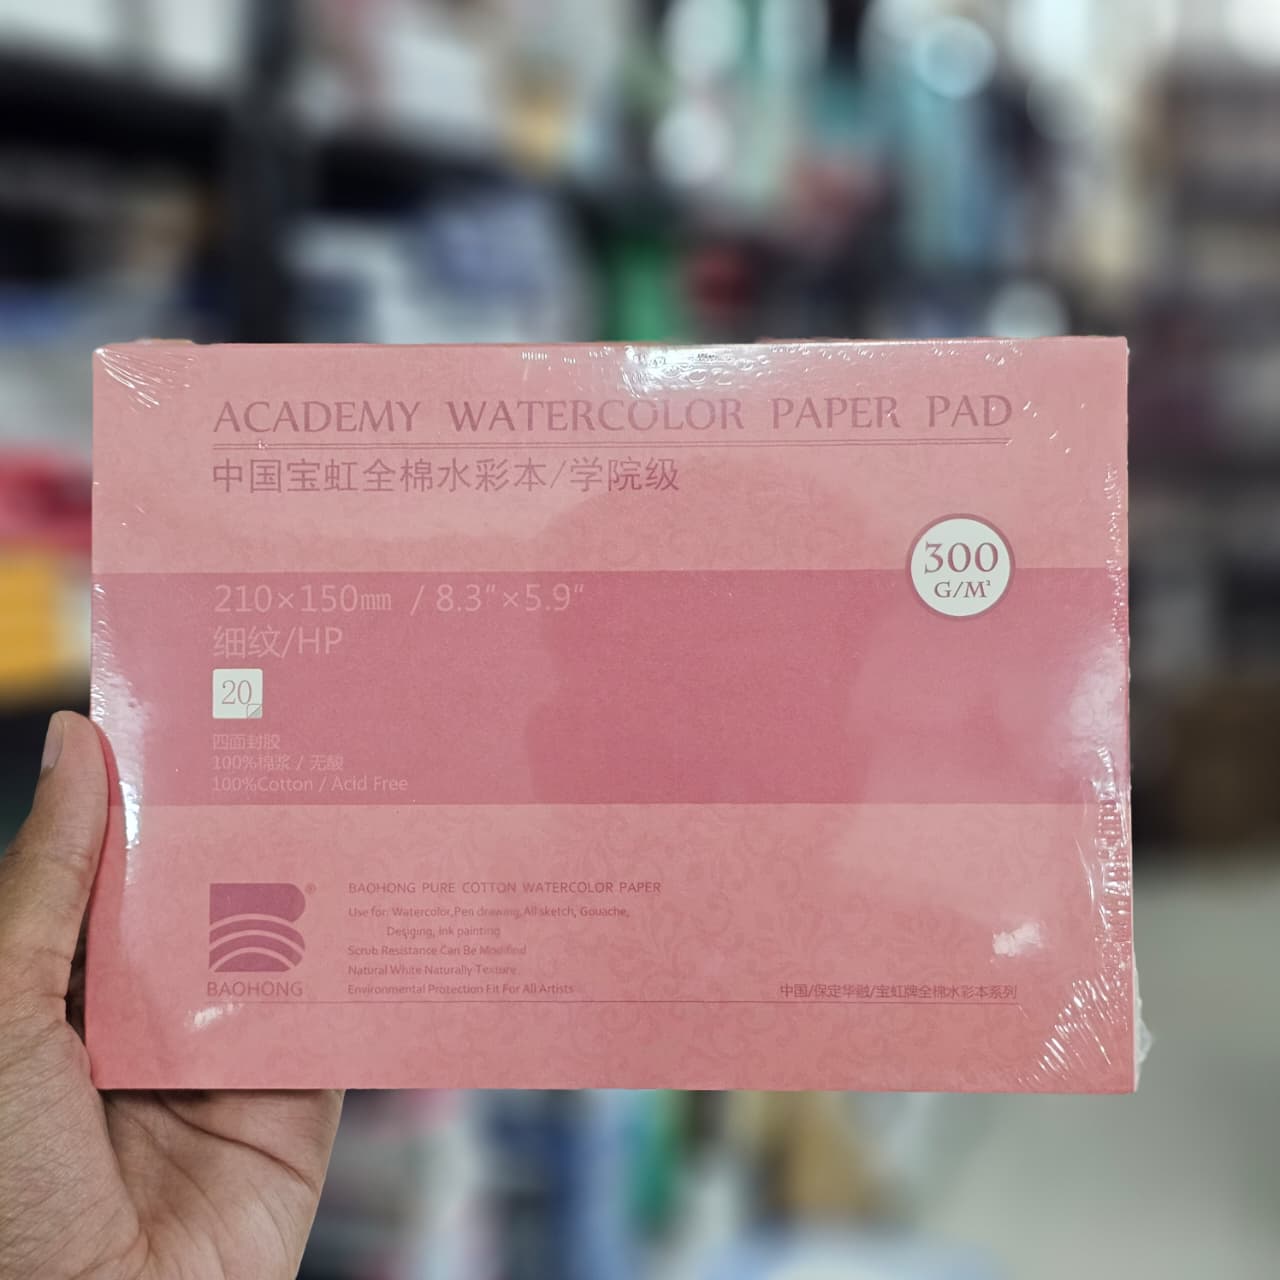 ACADEMY WATERCOLOR PAPER PAD
中国宝虹全棉水彩本/学院级
300
G/M²
210×150mm / 8.3"×5.9"
细纹/HP
20
四面封胶
100%棉浆 / 无酸
100%Cotton / Acid Free
BAOHONG PURE COTTON WATERCOLOR PAPER
Use for: Watercolor,Pen drawing,All sketch, Gouache,
Desiging, Ink painting
Scrub Resistance Can Be Modified
Natural White Naturally Texture
Environmental Protection Fit For All Artists
®
BAOHONG
中国/保定华融/宝虹牌全棉水彩本系列